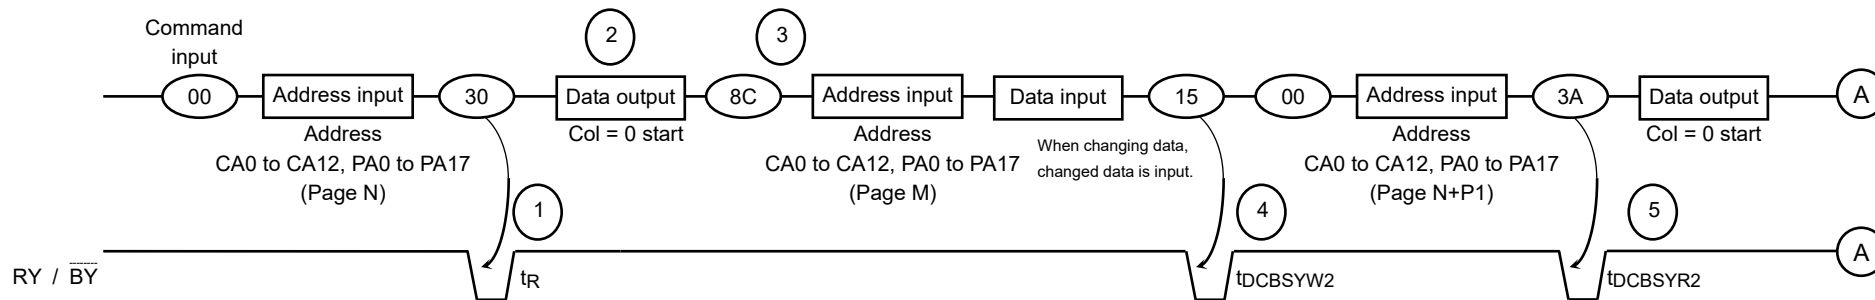 Command
input
2
3
00
Address input
30
Data output
8C
Address input
Data input
15
00
Address input
3A
Data output
A
Address
CA0 to CA12, PA0 to PA17
(Page N)
Col = 0 start
Address
CA0 to CA12, PA0 to PA17
(Page M)
When changing data,
changed data is input.
Address
CA0 to CA12, PA0 to PA17
(Page N+P1)
Col = 0 start
1
4
5
RY / BY
tR
tDCBSYW2
tDCBSYR2
A